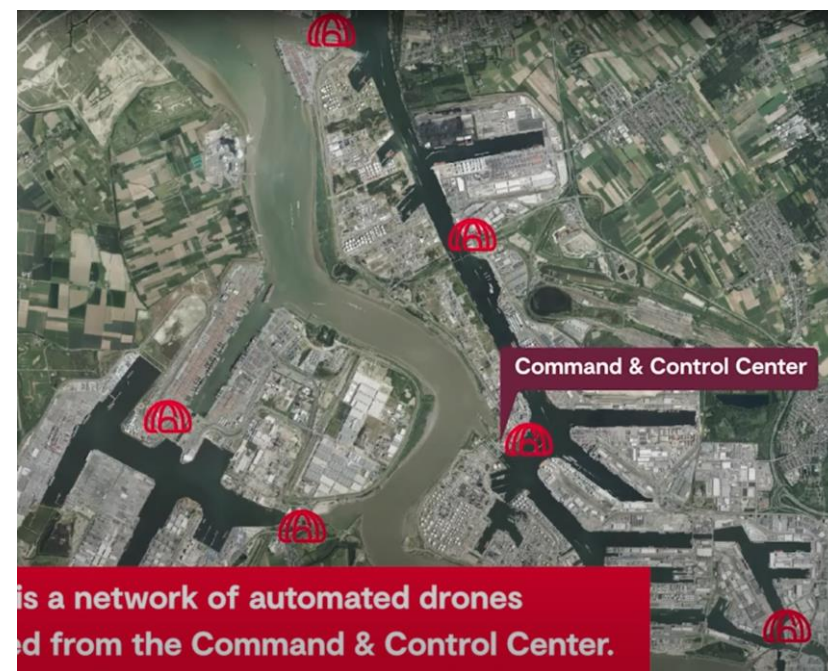 Command & Control Center
is a network of automated drones
ed from the Command & Control Center.